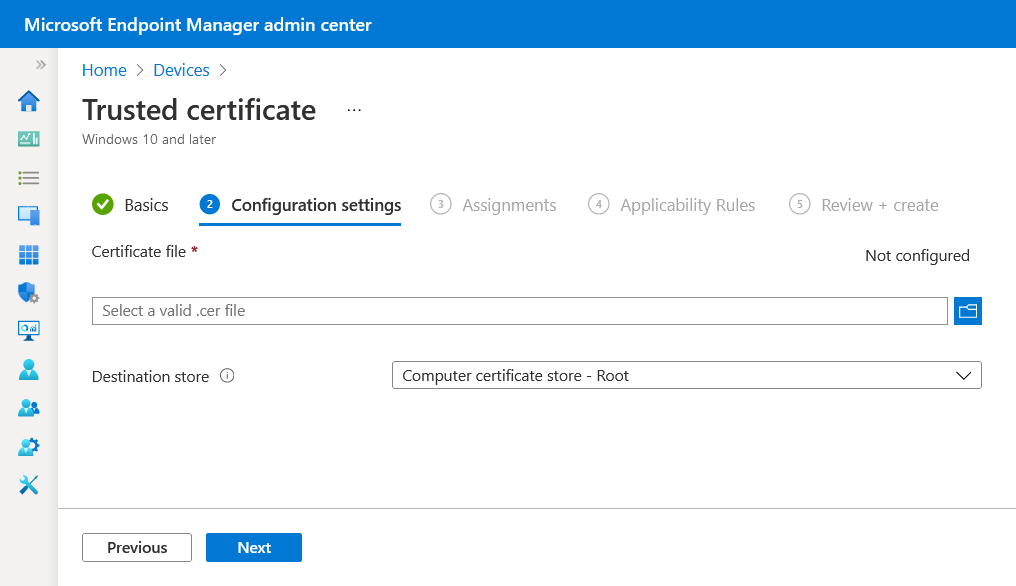 Microsoft Endpoint Manager admin center
Home > Devices >
Trusted certificate ...
Windows 10 and later
Basics 2 Configuration settings 3 Assignments 4 Applicability Rules 5 Review + create
Certificate file * Not configured
Select a valid .cer file
Destination store Computer certificate store - Root
Previous Next